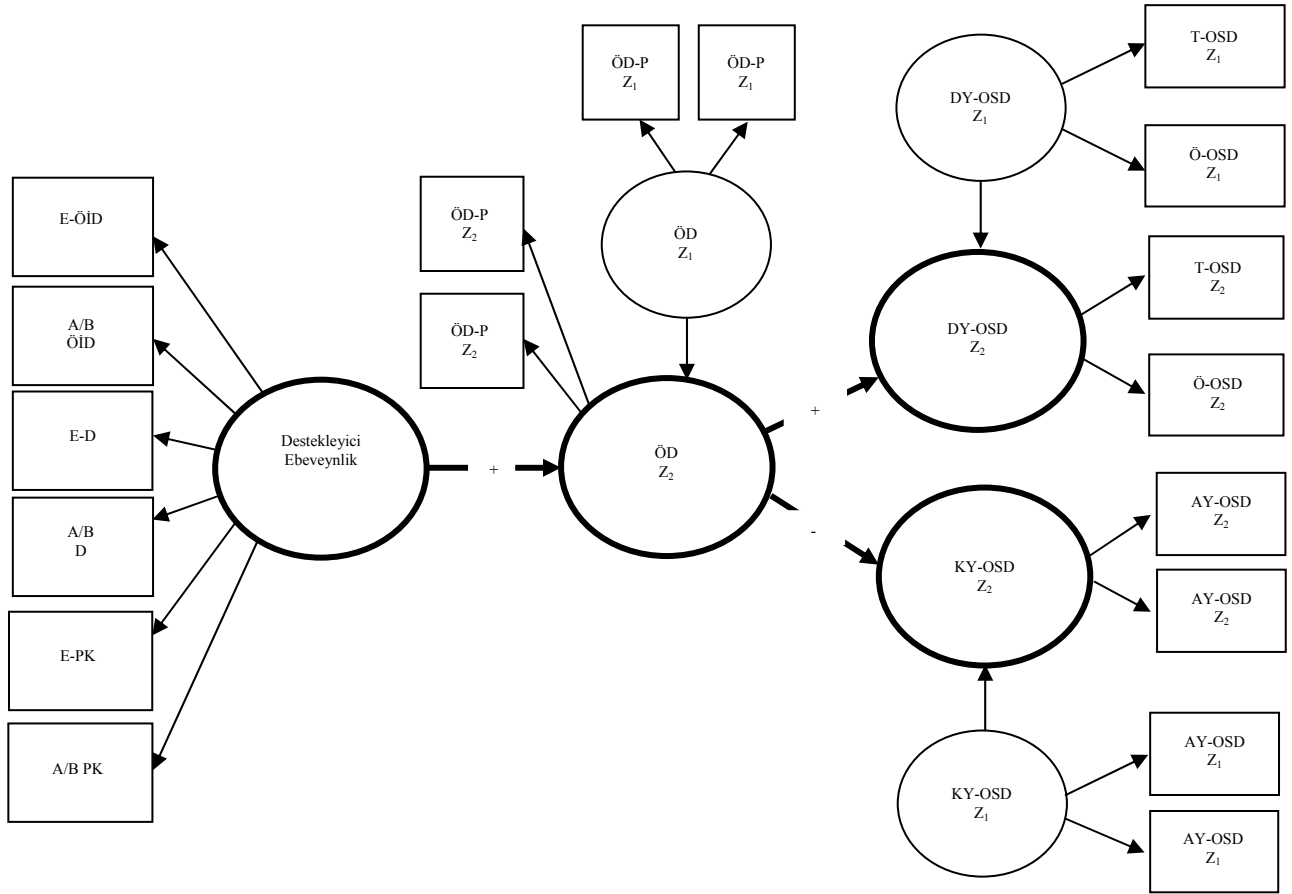 E-ÖİD
A/B
ÖİD
E-D
A/B
D
E-PK
A/B PK
Destekleyici
Ebeveynlik
+
ÖD-P
Z₂
ÖD-P
Z₂
ÖD-P
Z₁
ÖD-P
Z₁
ÖD
Z₁
ÖD
Z₂
+
-
DY-OSD
Z₁
T-OSD
Z₁
Ö-OSD
Z₁
DY-OSD
Z₂
T-OSD
Z₂
Ö-OSD
Z₂
KY-OSD
Z₂
AY-OSD
Z₂
AY-OSD
Z₂
KY-OSD
Z₁
AY-OSD
Z₁
AY-OSD
Z₁